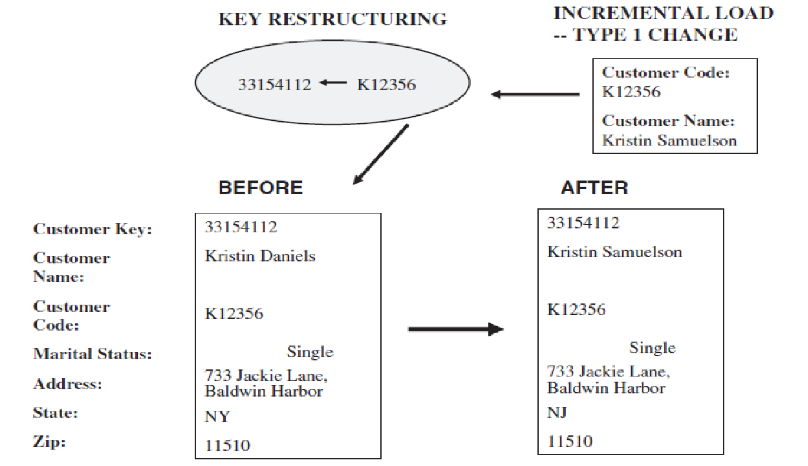 KEY RESTRUCTURING
INCREMENTAL LOAD
-- TYPE 1 CHANGE
33154112
K12356
Customer Code:
K12356
Customer Name:
Kristin Samuelson
BEFORE
AFTER
Customer Key:
33154112
33154112
Customer
Name:
Kristin Daniels
Kristin Samuelson
Customer
Code:
K12356
K12356
Marital Status:
Single
Single
Address:
733 Jackie Lane,
Baldwin Harbor
733 Jackie Lane,
Baldwin Harbor
State:
NY
NJ
Zip:
11510
11510